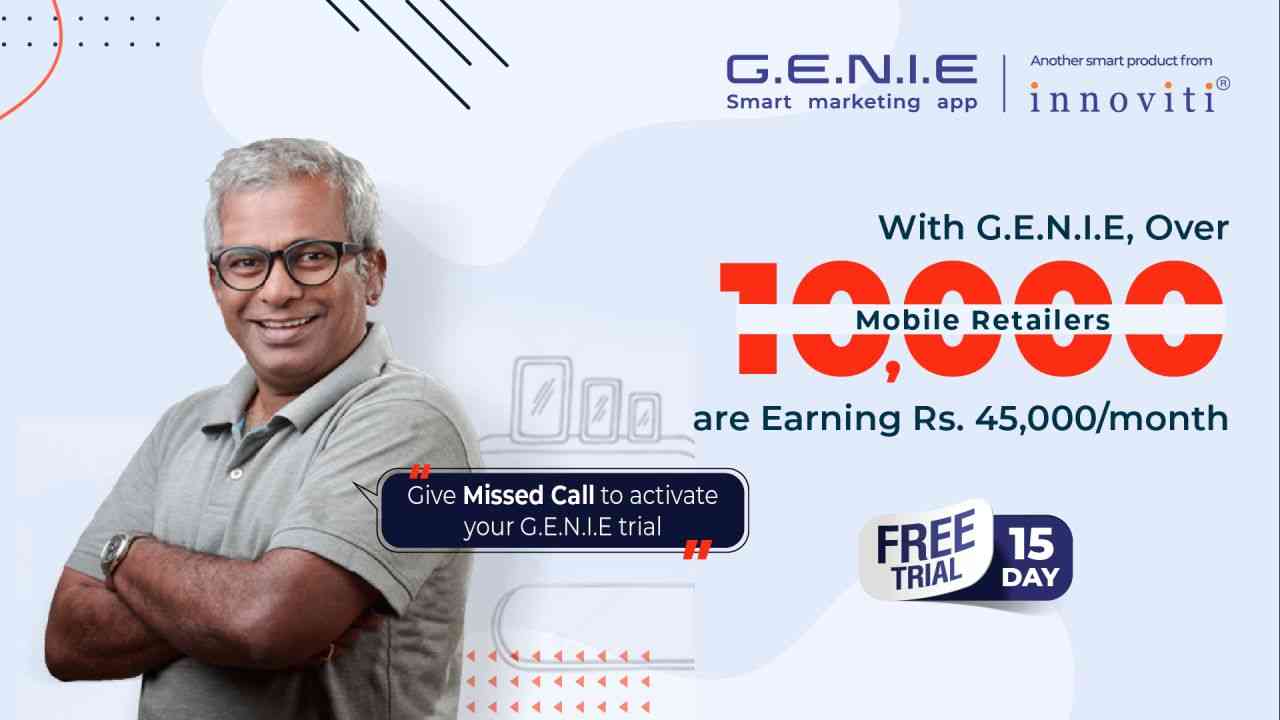 G.E.N.I.E
Smart marketing app
Another smart product from
innoviti®
With G.E.N.I.E, Over
10,000
Mobile Retailers
are Earning Rs. 45,000/month
"Give Missed Call to activate
your G.E.N.I.E trial"
FREE
TRIAL
15
DAY